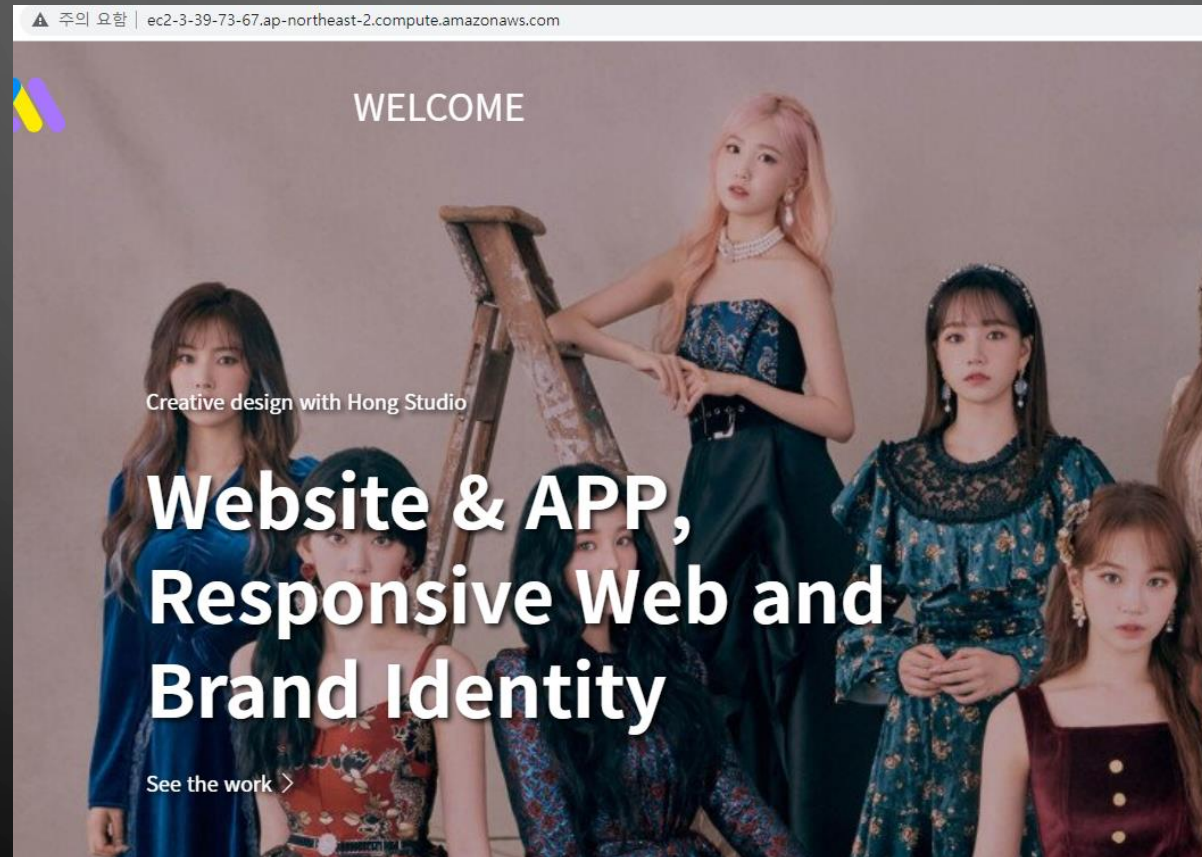 주의 요함 ec2-3-39-73-67.ap-northeast-2.compute.amazonaws.com
WELCOME
Creative design with Hong Studio
Website & APP,
Responsive Web and
Brand Identity
See the work >